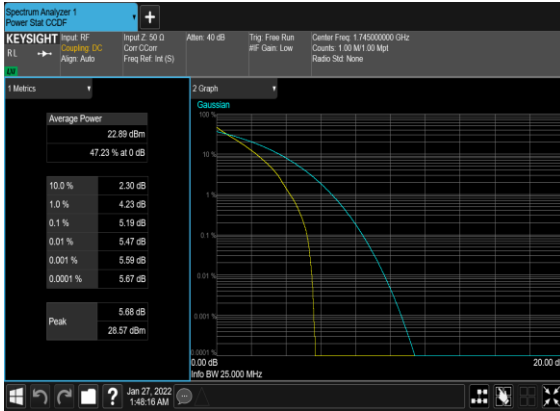 Spectrum Analyzer 1
Power Stat CCDF
KEYSIGHT
RL
Input: RF
Coupling: DC
Align: Auto
Input Z: 50 Ω
Corr CCorr
Freq Ref: Int (S)
Atten: 40 dB
Trig: Free Run
#IF Gain: Low
Center Freq: 1.745000000 GHz
Counts: 1.00 M/1.00 Mpt
Radio Std: None
1 Metrics
Average Power
22.89 dBm
47.23 % at 0 dB
10.0 % 2.30 dB
1.0 % 4.23 dB
0.1 % 5.19 dB
0.01 % 5.47 dB
0.001 % 5.59 dB
0.0001 % 5.67 dB
Peak
5.68 dB
28.57 dBm
2 Graph
Gaussian
100 %
10 %
1 %
0.1 %
0.01 %
0.001 %
0.0001 %
0.00 dB
20.00 d
Info BW 25.000 MHz
?
Jan 27, 2022
1:48:16 AM